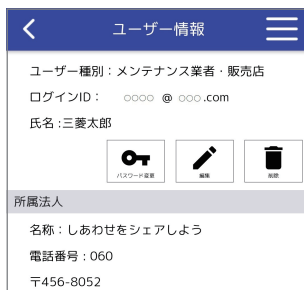 ユーザー情報
ユーザー種別：メンテナンス業者・販売店
ログインID： ○○○○ @ ○○○.com
氏名 :三菱太郎
パスワード変更 編集 削除
所属法人
名称：しあわせをシェアしよう
電話番号 : 060
〒456-8052